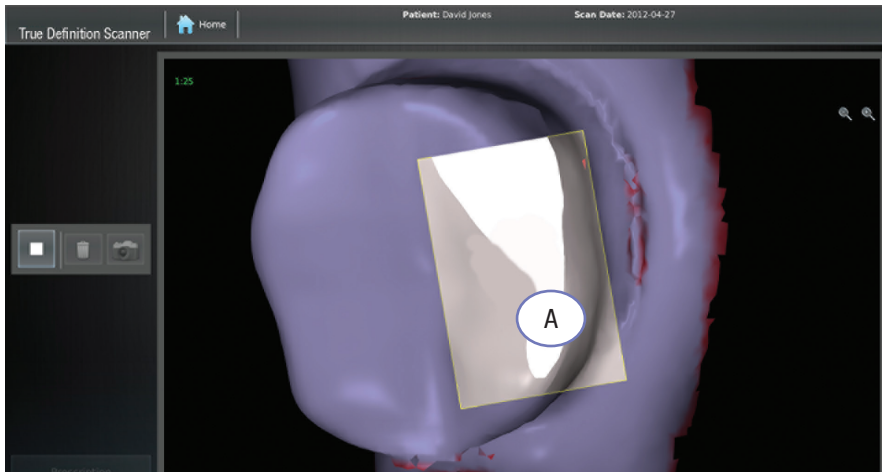 True Definition Scanner
Home
Patient: David Jones
Scan Date: 2012-04-27
1:25
A